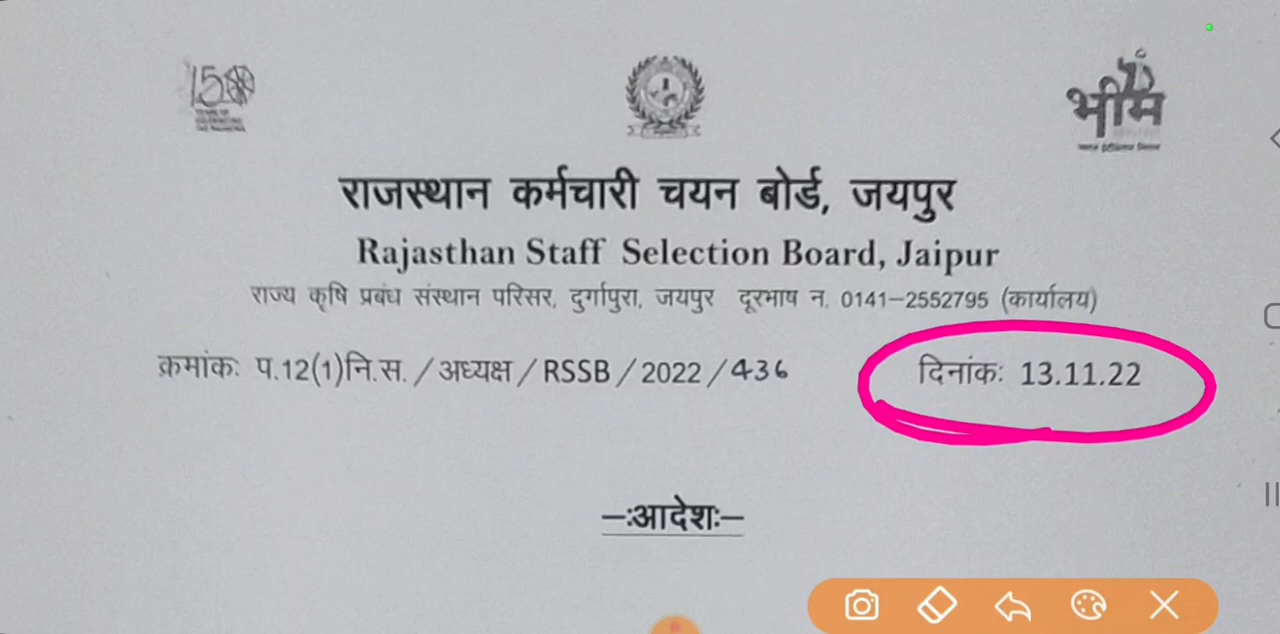 150
भीम
राजस्थान कर्मचारी चयन बोर्ड, जयपुर
Rajasthan Staff Selection Board, Jaipur
राज्य कृषि प्रबंध संस्थान परिसर, दुर्गापुरा, जयपुर दूरभाष न. 0141-2552795 (कार्यालय)
क्रमांकः प.12(1)नि.स. / अध्यक्ष / RSSB / 2022 / 436 दिनांकः 13.11.22
-:आदेशः-